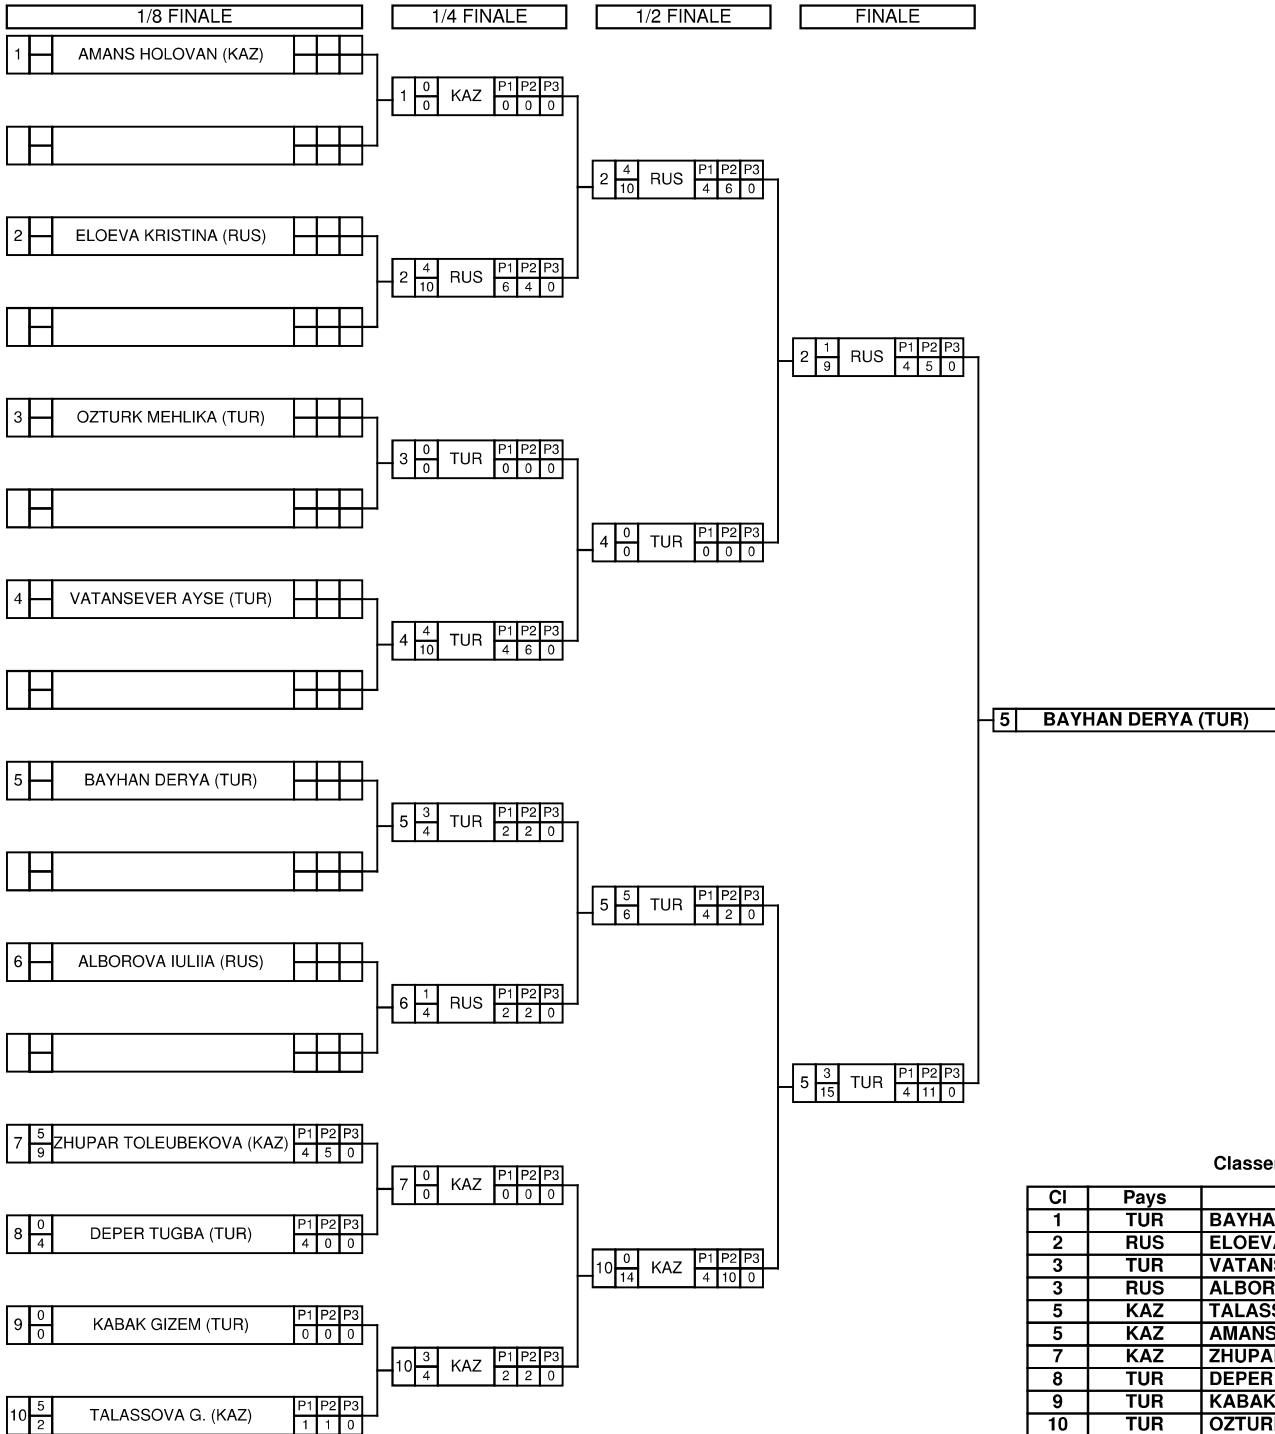 1/8 FINALE 1/4 FINALE 1/2 FINALE FINALE
1 AMANS HOLOVAN (KAZ)
1 0 0 KAZ P1 P2 P3 0 0 0
2 4 10 RUS P1 P2 P3 4 6 0
2 ELOEVA KRISTINA (RUS)
2 4 10 RUS P1 P2 P3 6 4 0
2 1 9 RUS P1 P2 P3 4 5 0
3 OZTURK MEHLIKA (TUR)
3 0 0 TUR P1 P2 P3 0 0 0
4 0 0 TUR P1 P2 P3 0 0 0
4 VATANSEVER AYSE (TUR)
4 4 10 TUR P1 P2 P3 4 6 0
5 BAYHAN DERYA (TUR)
5 BAYHAN DERYA (TUR)
5 3 4 TUR P1 P2 P3 2 2 0
5 5 6 TUR P1 P2 P3 4 2 0
6 ALBOROVA IULIIA (RUS)
6 1 4 RUS P1 P2 P3 2 2 0
5 3 15 TUR P1 P2 P3 4 11 0
7 5 9 ZHUPAR TOLEUBEKOVA (KAZ) P1 P2 P3 4 5 0
7 0 0 KAZ P1 P2 P3 0 0 0
8 0 4 DEPER TUGBA (TUR) P1 P2 P3 4 0 0
10 0 14 KAZ P1 P2 P3 4 10 0
9 0 0 KABAK GIZEM (TUR) P1 P2 P3 0 0 0
10 3 4 KAZ P1 P2 P3 2 2 0
10 5 2 TALASSOVA G. (KAZ) P1 P2 P3 1 1 0
Classe
Cl Pays
1 TUR BAYHA
2 RUS ELOEV
3 TUR VATAN
3 RUS ALBOR
5 KAZ TALAS
5 KAZ AMANS
7 KAZ ZHUPA
8 TUR DEPER
9 TUR KABAK
10 TUR OZTUR